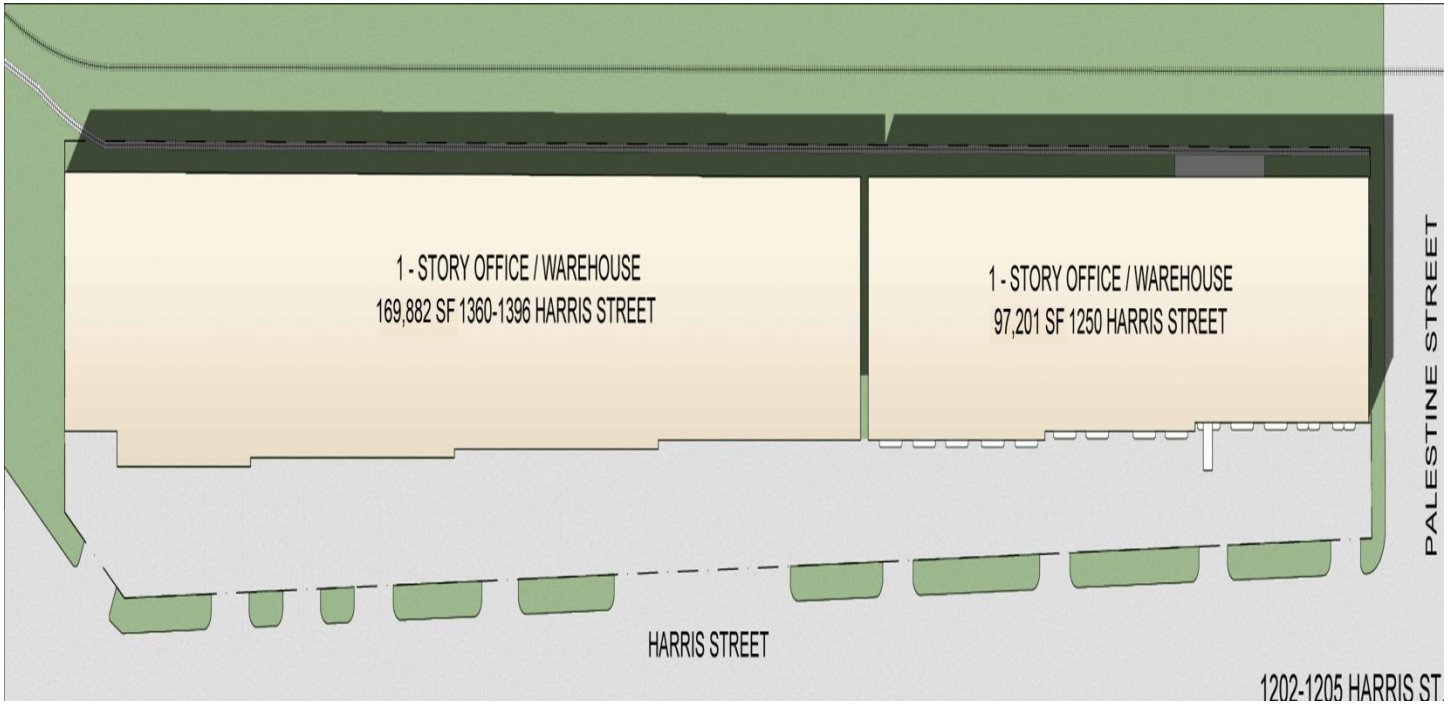 1 - STORY OFFICE / WAREHOUSE
169,882 SF 1360-1396 HARRIS STREET
1 - STORY OFFICE / WAREHOUSE
97,201 SF 1250 HARRIS STREET
PALESTINE STREET
HARRIS STREET
1202-1205 HARRIS ST.